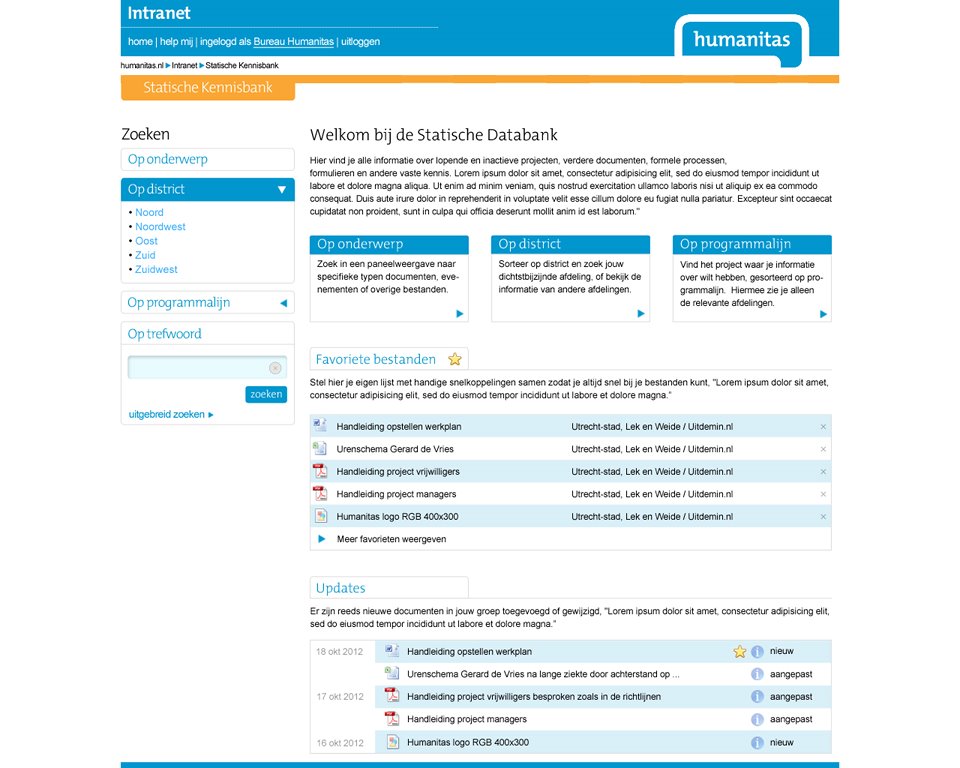 Intranet
home | help mij | ingelogd als Bureau Humanitas | uitloggen
humanitas
humanitas.nl Intranet Statische Kennisbank
Statische Kennisbank
Zoeken
Op onderwerp
Op district
• Noord
• Noordwest
• Oost
• Zuid
• Zuidwest
Op programmalijn
Op trefwoord
zoeken
uitgebreid zoeken
Welkom bij de Statische Databank
Hier vind je alle informatie over lopende en inactieve projecten, verdere documenten, formele processen,
formulieren en andere vaste kennis. Lorem ipsum dolor sit amet, consectetur adipisicing elit, sed do eiusmod tempor incididunt ut
labore et dolore magna aliqua. Ut enim ad minim veniam, quis nostrud exercitation ullamco laboris nisi ut aliquip ex ea commodo
consequat. Duis aute irure dolor in reprehenderit in voluptate velit esse cillum dolore eu fugiat nulla pariatur. Excepteur sint occaecat
cupidatat non proident, sunt in culpa qui officia deserunt mollit anim id est laborum."
Op onderwerp
Zoek in een paneelweergave naar
specifieke typen documenten, eve-
nementen of overige bestanden.
Op district
Sorteer op district en zoek jouw
dichtstbijzijnde afdeling, of bekijk de
informatie van andere afdelingen.
Op programmalijn
Vind het project waar je informatie
over wilt hebben, gesorteerd op pro-
grammalijn. Hiermee zie je alleen
de relevante afdelingen.
Favoriete bestanden
Stel hier je eigen lijst met handige snelkoppelingen samen zodat je altijd snel bij je bestanden kunt, "Lorem ipsum dolor sit amet,
consectetur adipisicing elit, sed do eiusmod tempor incididunt ut labore et dolore magna."
Handleiding opstellen werkplan Utrecht-stad, Lek en Weide / Uitdemin.nl ×
Urenschema Gerard de Vries Utrecht-stad, Lek en Weide / Uitdemin.nl ×
Handleiding project vrijwilligers Utrecht-stad, Lek en Weide / Uitdemin.nl ×
Handleiding project managers Utrecht-stad, Lek en Weide / Uitdemin.nl ×
Humanitas logo RGB 400x300 Utrecht-stad, Lek en Weide / Uitdemin.nl ×
Meer favorieten weergeven
Updates
Er zijn reeds nieuwe documenten in jouw groep toegevoegd of gewijzigd, "Lorem ipsum dolor sit amet, consectetur adipisicing elit,
sed do eiusmod tempor incididunt ut labore et dolore magna."
18 okt 2012 Handleiding opstellen werkplan nieuw
Urenschema Gerard de Vries na lange ziekte door achterstand op ... aangepast
17 okt 2012 Handleiding project vrijwilligers besproken zoals in de richtlijnen aangepast
Handleiding project managers aangepast
16 okt 2012 Humanitas logo RGB 400x300 nieuw